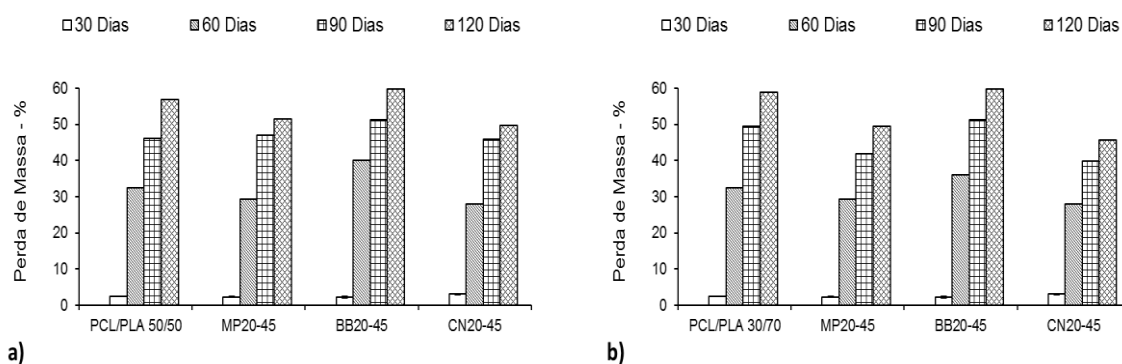 30 Dias 60 Dias 90 Dias 120 Dias
Perda de Massa - %
60
50
40
30
20
10
0
PCL/PLA 50/50 MP20-45 BB20-45 CN20-45
a)
30 Dias 60 Dias 90 Dias 120 Dias
Perda de Massa - %
60
50
40
30
20
10
0
PCL/PLA 30/70 MP20-45 BB20-45 CN20-45
b)